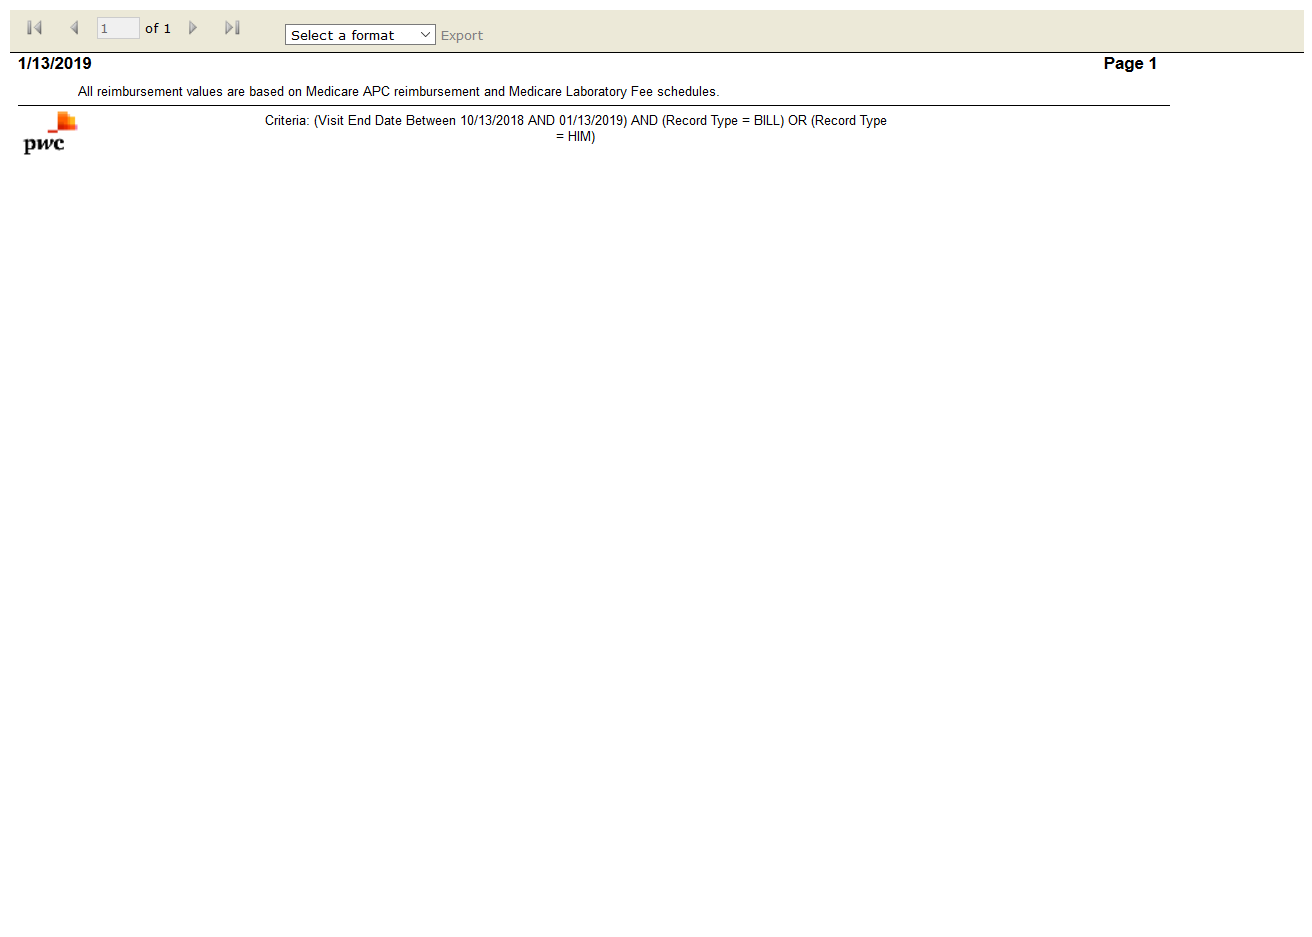 1 of 1 Select a format Export
1/13/2019 Page 1
All reimbursement values are based on Medicare APC reimbursement and Medicare Laboratory Fee schedules.
pwc
Criteria: (Visit End Date Between 10/13/2018 AND 01/13/2019) AND (Record Type = BILL) OR (Record Type
= HIM)